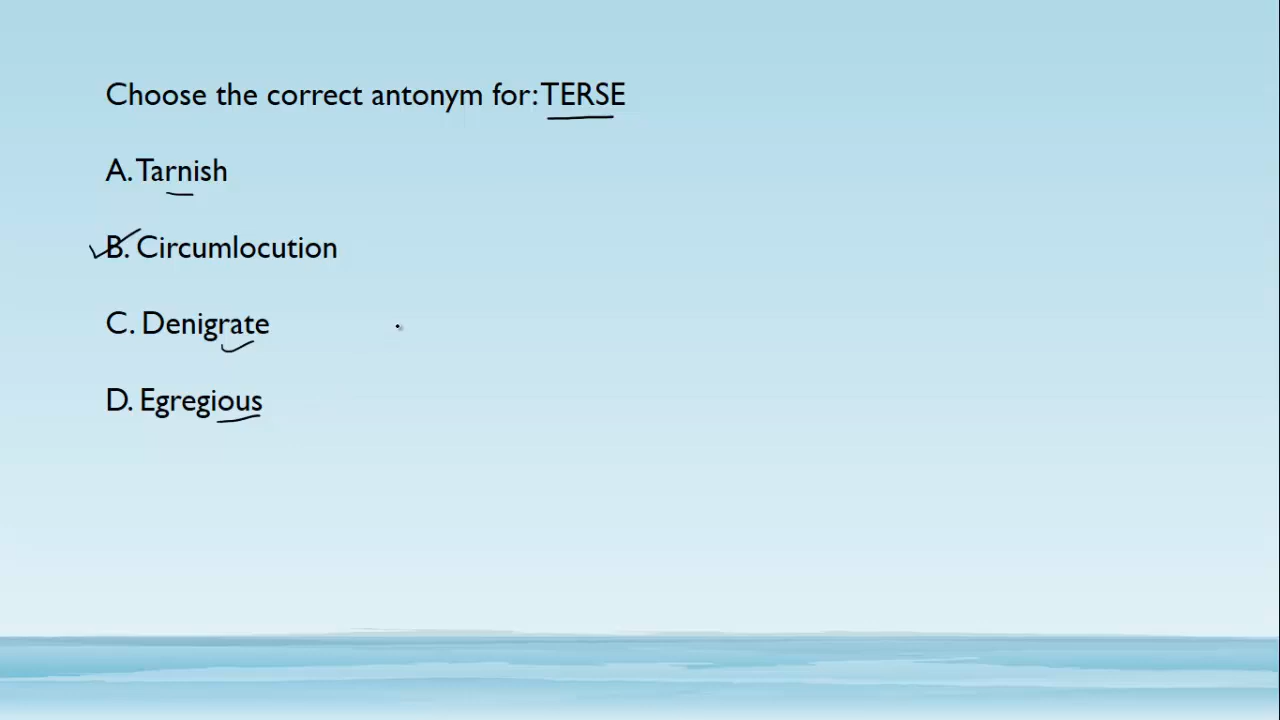 Choose the correct antonym for: TERSE
A. Tarnish
B. Circumlocution
C. Denigrate
D. Egregious